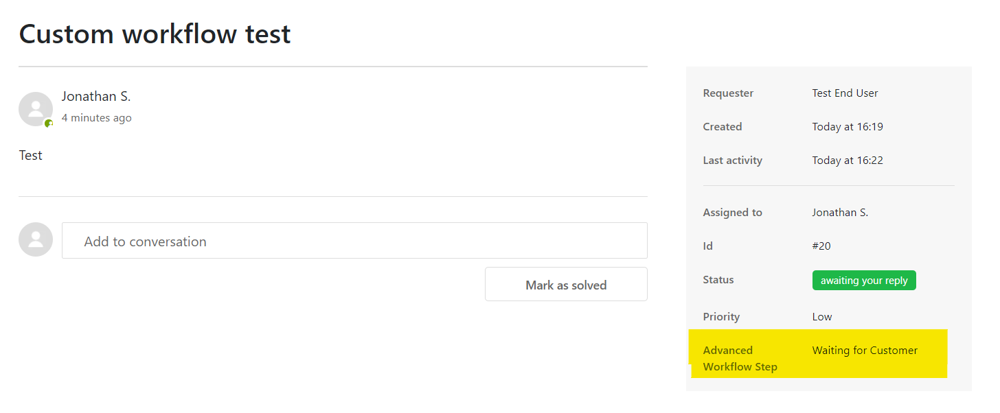 Custom workflow test
Jonathan S.
4 minutes ago
Test
Add to conversation
Mark as solved
Requester Test End User
Created Today at 16:19
Last activity Today at 16:22
Assigned to Jonathan S.
Id #20
Status awaiting your reply
Priority Low
Advanced Waiting for Customer
Workflow Step